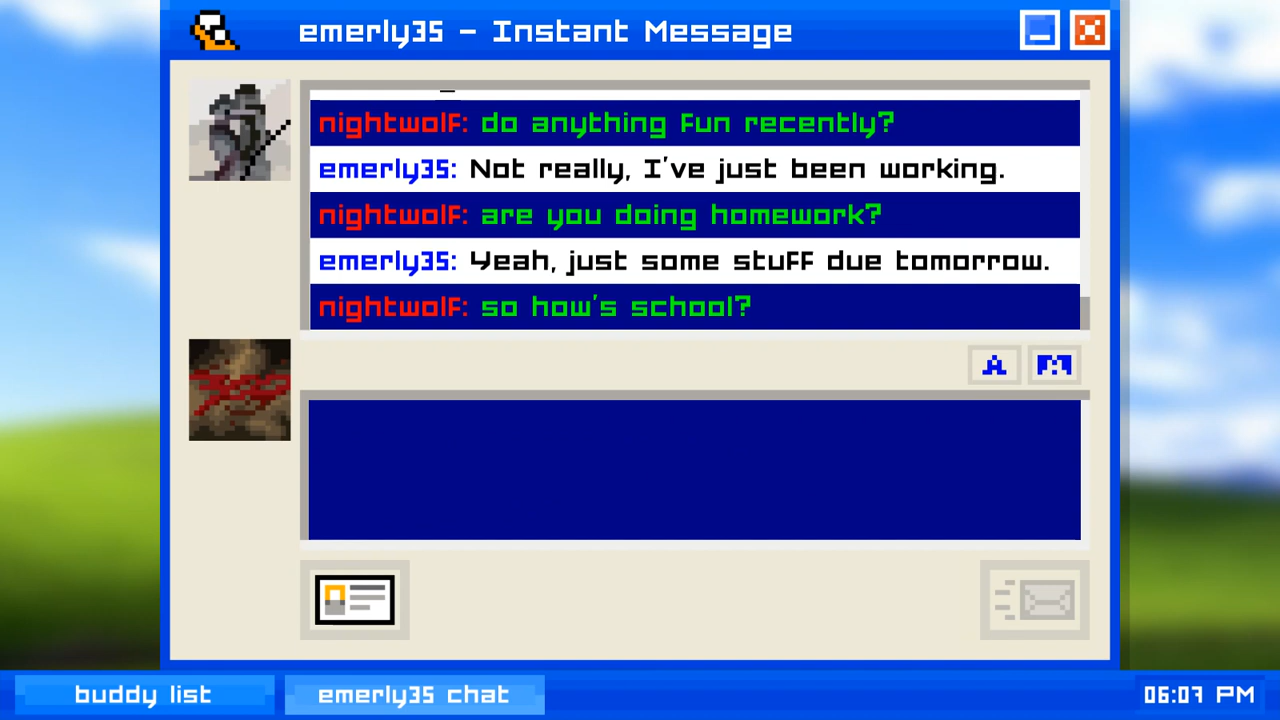 emerly35 - Instant Message
nightwolf: do anything fun recently?
emerly35: Not really, I've just been working.
nightwolf: are you doing homework?
emerly35: Yeah, just some stuff due tomorrow.
nightwolf: so how's school?
A
buddy list
emerly35 chat
06:07 PM